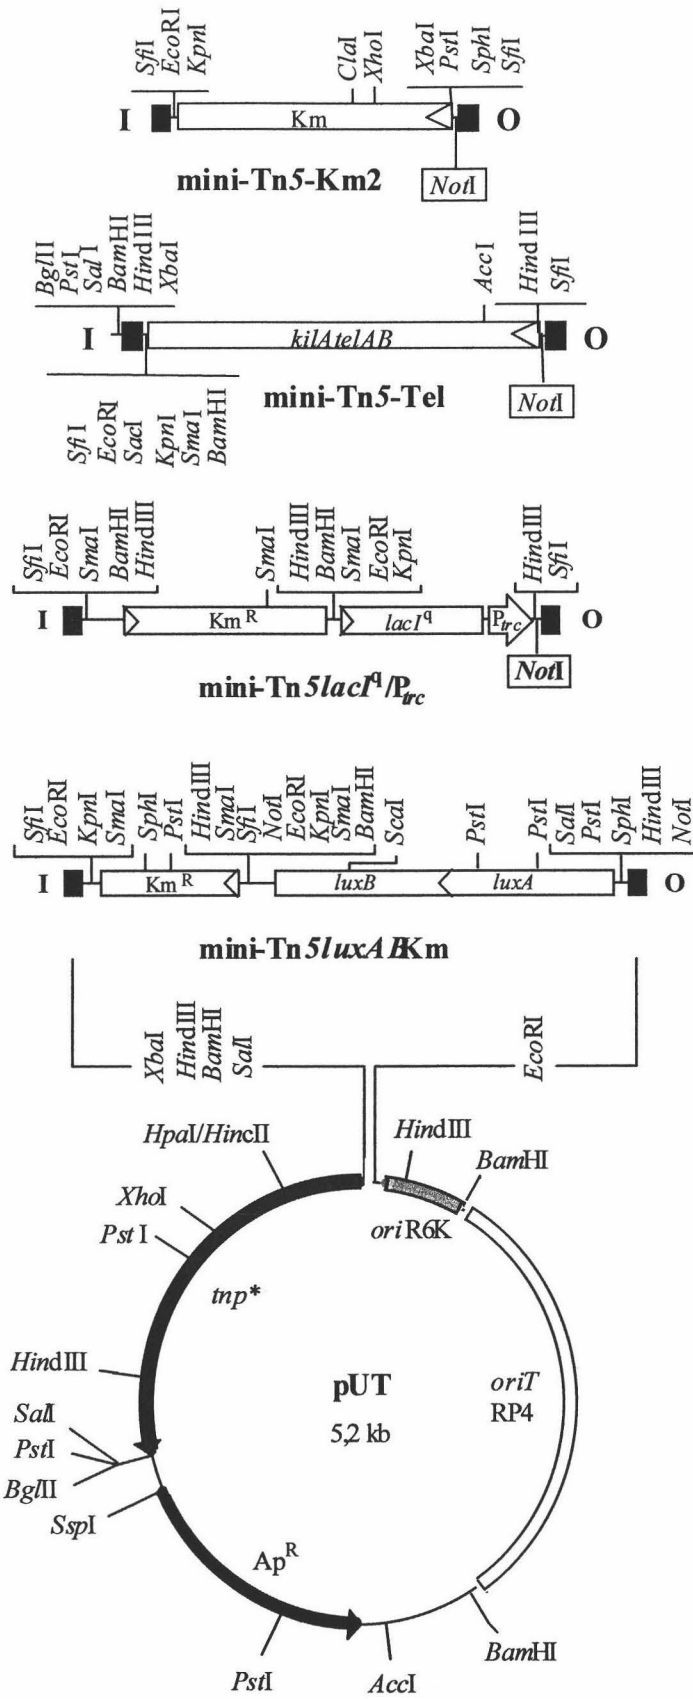 SfiI EcoRI KpnI ClaI XhoI XbaI PstI SphI SfiI
I Km O
mini-Tn5-Km2 NotI
BglII PstI SalI BamHI HindIII XbaI AccI HindIII SfiI
I kilAtelAB O
mini-Tn5-Tel NotI
SfiI EcoRI SacI KpnI SmaI BamHI
SfiI EcoRI SmaI BamHI HindIII SmaI HindIII BamHI SmaI EcoRI KpnI HindIII SfiI
I Km R lacI q Ptrc O
mini-Tn5lacIq/Ptrc NotI
SfiI EcoRI KpnI SmaI SphI PstI HindIII SmaI SfiI NotI EcoRI KpnI SmaI BamHI ScaI PstI PstI SalI PstI SphI HindIII NotI
I Km R luxB luxA O
mini-Tn5luxABKm
XbaI HindIII BamHI SalI EcoRI
HpaI/HincII HindIII
BamHI
XhoI
PstI oriR6K
tnp*
HindIII pUT oriT
SalI 5,2 kb RP4
PstI
BglII
SspI
ApR
BamHI
PstI AccI